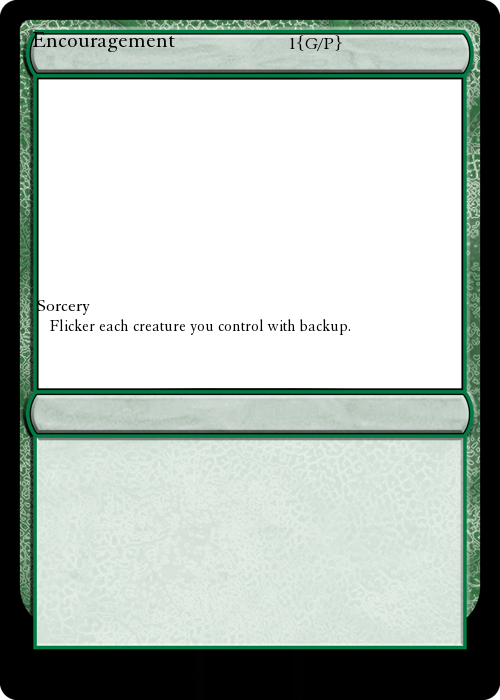 Encouragement 1{G/P}
Sorcery
Flicker each creature you control with backup.